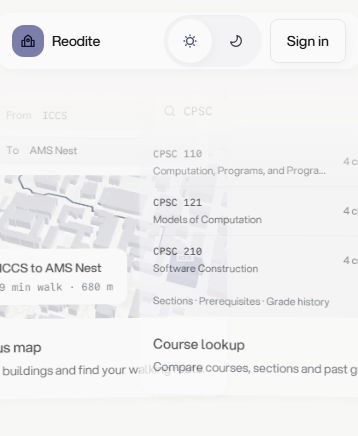 Reodite
Sign in
From ICCS
To AMS Nest
ICCS to AMS Nest
9 min walk · 680 m
us map
buildings and find your
CPSC
CPSC 110
Computation, Programs, and Progra...
4 c
CPSC 121
Models of Computation
4 c
CPSC 210
Software Construction
4 c
Sections · Prerequisites · Grade history
Course lookup
Compare courses, sections and past g